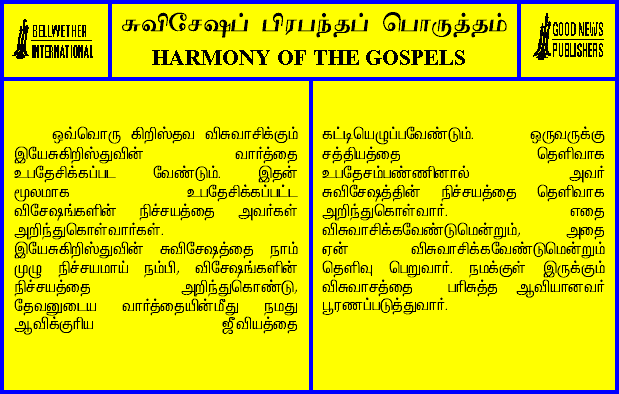 BELLWETHER
INTERNATIONAL
சுவிசேஷப் பிரபந்தப் பொருத்தம்
HARMONY OF THE GOSPELS
GOOD NEWS
PUBLISHERS
ஒவ்வொரு கிறிஸ்தவ விசுவாசிக்கும்
இயேசுகிறிஸ்துவின் வார்த்தை
உபதேசிக்கப்பட வேண்டும். இதன்
மூலமாக உபதேசிக்கப்பட்ட
விசேஷங்களின் நிச்சயத்தை அவர்கள்
அறிந்துகொள்வார்கள்.
இயேசுகிறிஸ்துவின் சுவிசேஷத்தை நாம்
முழு நிச்சயமாய் நம்பி, விசேஷங்களின்
நிச்சயத்தை அறிந்துகொண்டு,
தேவனுடைய வார்த்தையின்மீது நமது
ஆவிக்குரிய ஜீவியத்தை
கட்டியெழுப்பவேண்டும். ஒருவருக்கு
சத்தியத்தை தெளிவாக
உபதேசம்பண்ணினால் அவர்
சுவிசேஷத்தின் நிச்சயத்தை தெளிவாக
அறிந்துகொள்வார். எதை
விசுவாசிக்கவேண்டுமென்றும், அதை
ஏன் விசுவாசிக்கவேண்டுமென்றும்
தெளிவு பெறுவார். நமக்குள் இருக்கும்
விசுவாசத்தை பரிசுத்த ஆவியானவர்
பூரணப்படுத்துவார்.